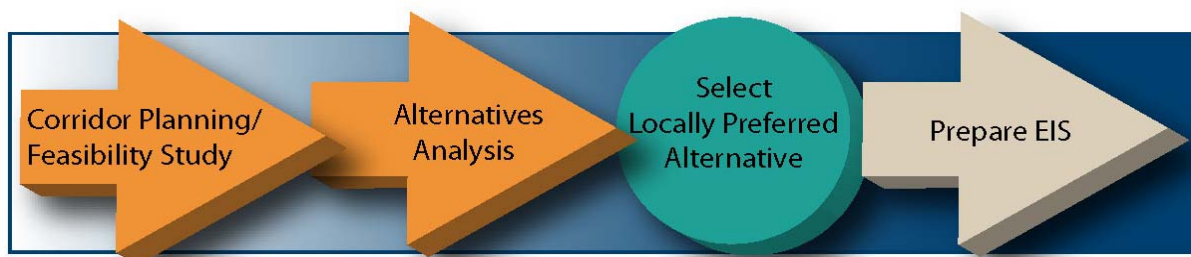 Corridor Planning/
Feasibility Study
Alternatives
Analysis
Select
Locally Preferred
Alternative
Prepare EIS